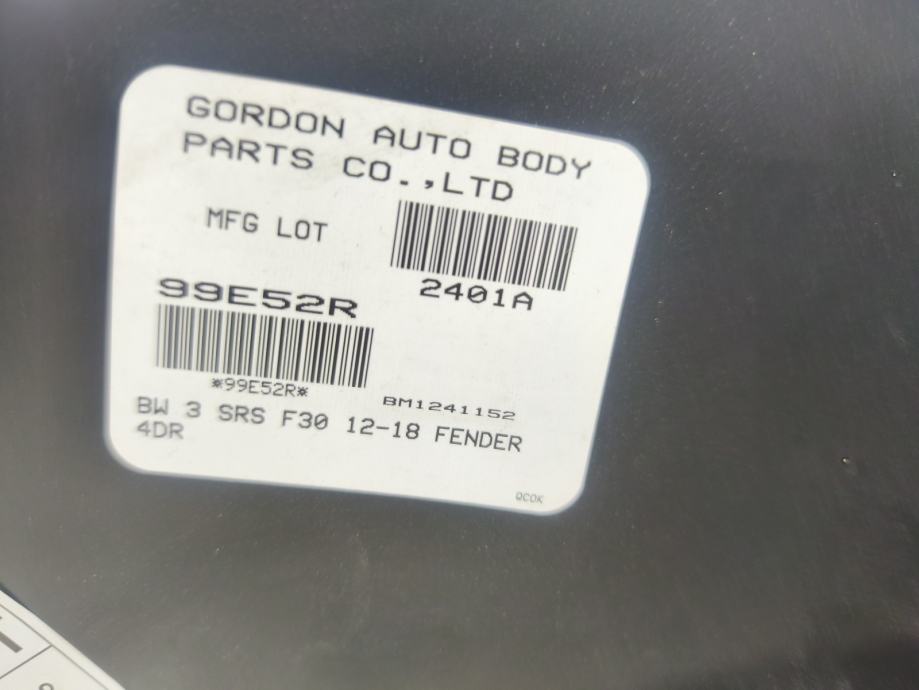 GORDON AUTO BODY
PARTS CO.,LTD
MFG LOT
2401A
99E52R
*99E52R*
BM1241152
BW 3 SRS F30 12-18 FENDER
4DR
QCOK